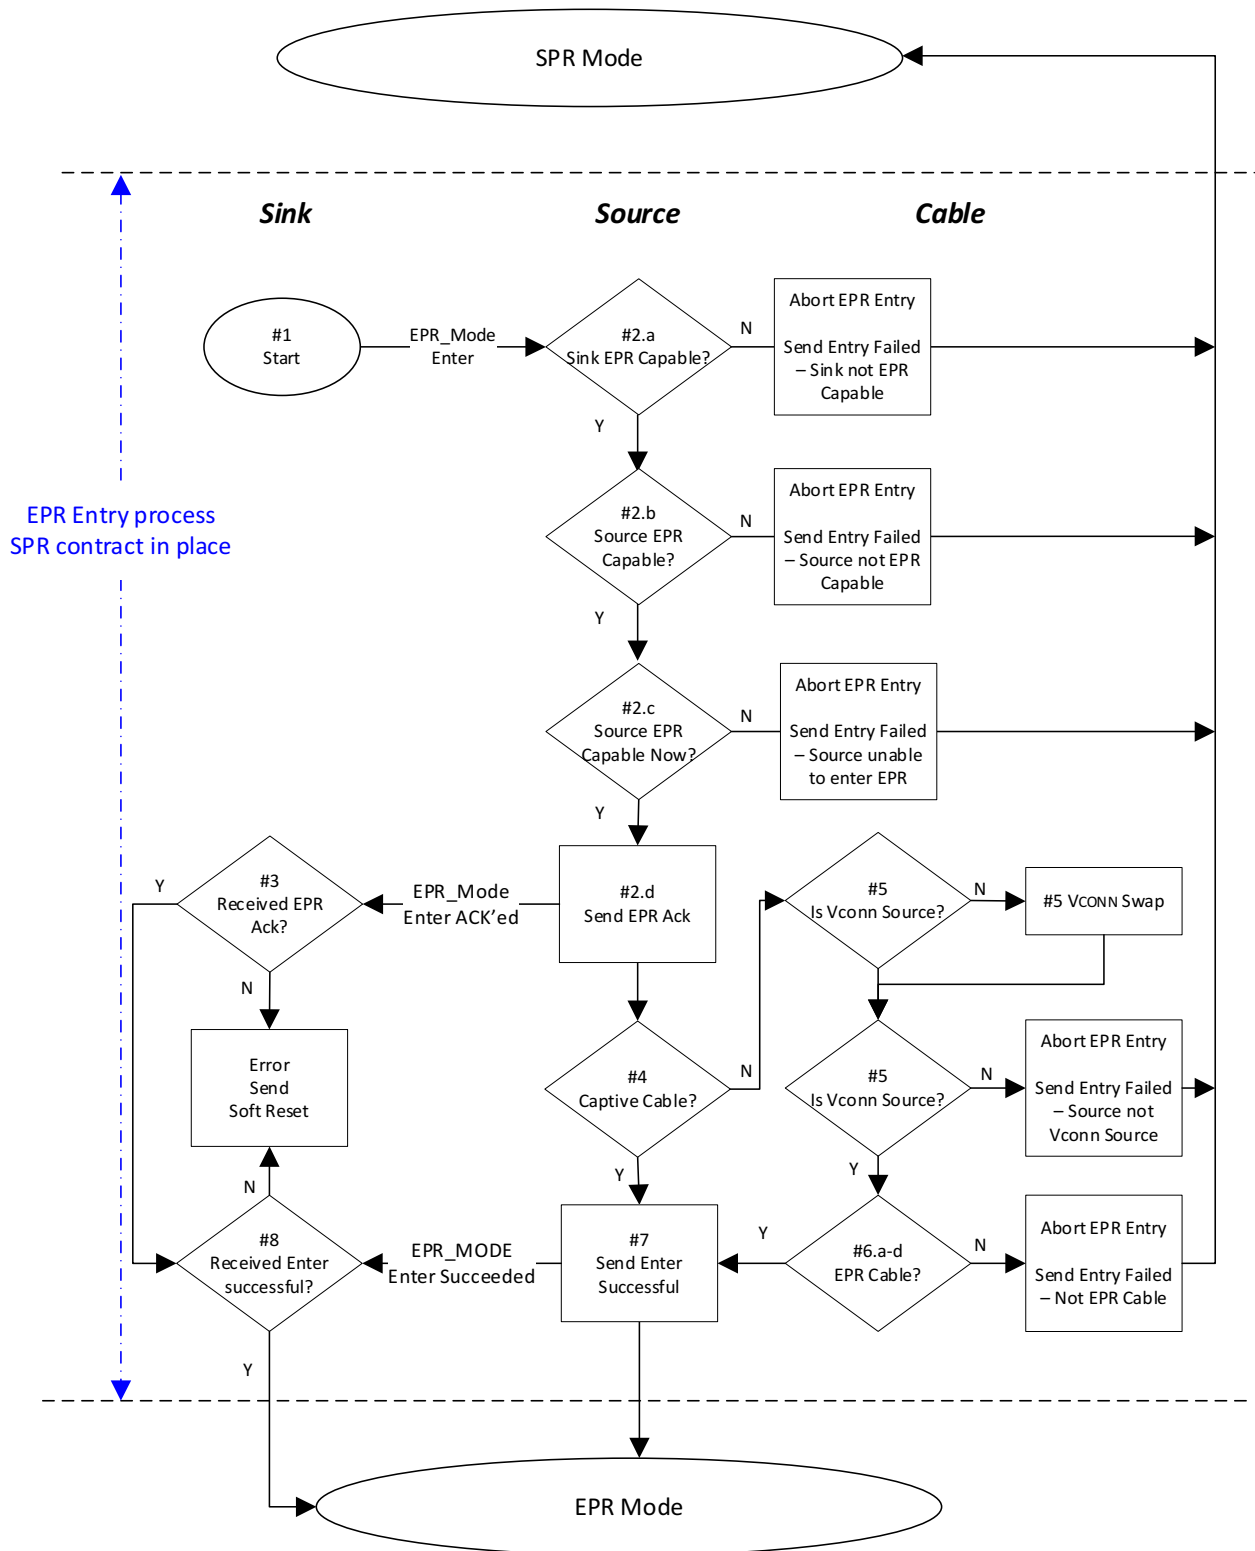 SPR Mode
Sink
Source
Cable
#1
Start
EPR_Mode
Enter
#2.a
Sink EPR Capable?
N
Y
Abort EPR Entry
Send Entry Failed
– Sink not EPR
Capable
EPR Entry process
SPR contract in place
#2.b
Source EPR
Capable?
N
Y
Abort EPR Entry
Send Entry Failed
– Source not EPR
Capable
#2.c
Source EPR
Capable Now?
N
Y
Abort EPR Entry
Send Entry Failed
– Source unable
to enter EPR
Y
#3
Received EPR
Ack?
N
EPR_Mode
Enter ACK'ed
#2.d
Send EPR Ack
#5
Is Vconn Source?
N
#5 VCONN Swap
Error
Send
Soft Reset
#4
Captive Cable?
N
Y
#5
Is Vconn Source?
N
Y
Abort EPR Entry
Send Entry Failed
– Source not
Vconn Source
N
#8
Received Enter
successful?
Y
EPR_MODE
Enter Succeeded
#7
Send Enter
Successful
Y
#6.a-d
EPR Cable?
N
Abort EPR Entry
Send Entry Failed
– Not EPR Cable
EPR Mode